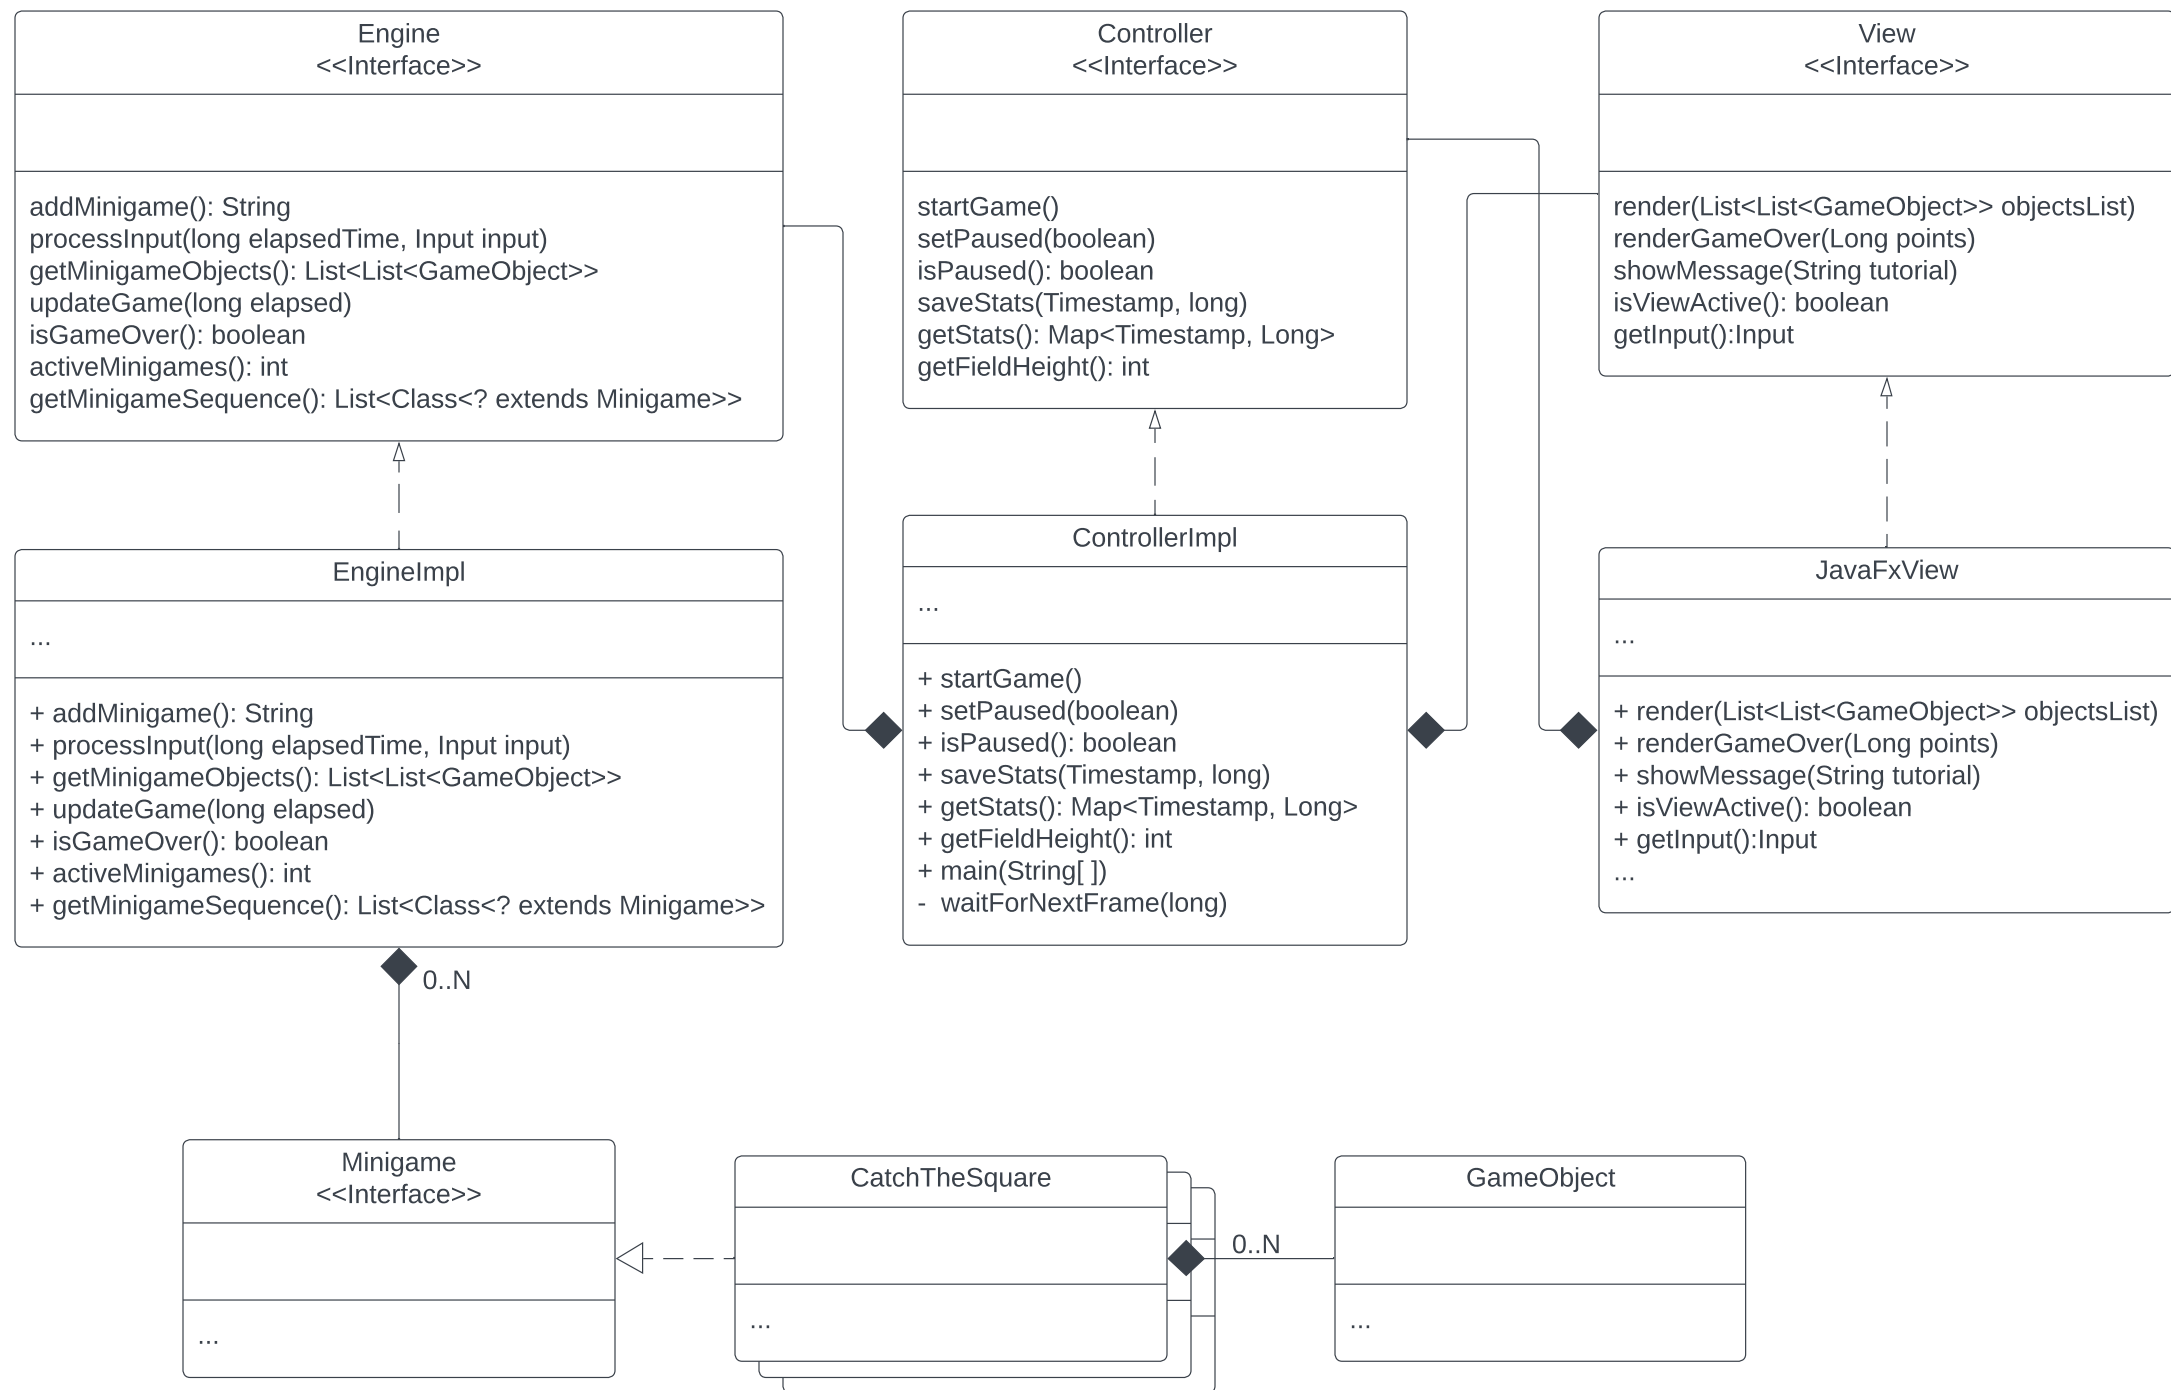 Engine
<<Interface>>
addMinigame(): String
processInput(long elapsedTime, Input input)
getMinigameObjects(): List<List<GameObject>>
updateGame(long elapsed)
isGameOver(): boolean
activeMinigames(): int
getMinigameSequence(): List<Class<? extends Minigame>>
Controller
<<Interface>>
startGame()
setPaused(boolean)
isPaused(): boolean
saveStats(Timestamp, long)
getStats(): Map<Timestamp, Long>
getFieldHeight(): int
View
<<Interface>>
render(List<List<GameObject>> objectsList)
renderGameOver(Long points)
showMessage(String tutorial)
isViewActive(): boolean
getInput():Input
EngineImpl
...
+ addMinigame(): String
+ processInput(long elapsedTime, Input input)
+ getMinigameObjects(): List<List<GameObject>>
+ updateGame(long elapsed)
+ isGameOver(): boolean
+ activeMinigames(): int
+ getMinigameSequence(): List<Class<? extends Minigame>>
0..N
ControllerImpl
...
+ startGame()
+ setPaused(boolean)
+ isPaused(): boolean
+ saveStats(Timestamp, long)
+ getStats(): Map<Timestamp, Long>
+ getFieldHeight(): int
+ main(String[ ])
- waitForNextFrame(long)
JavaFxView
...
+ render(List<List<GameObject>> objectsList)
+ renderGameOver(Long points)
+ showMessage(String tutorial)
+ isViewActive(): boolean
+ getInput():Input
...
Minigame
<<Interface>>
...
CatchTheSquare
...
0..N
GameObject
...